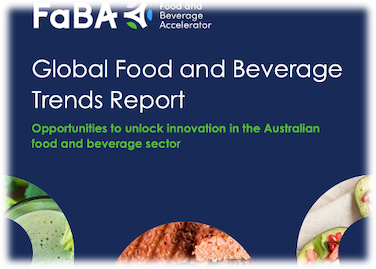 FaBA
Food and
Beverage
Accelerator
Global Food and Beverage
Trends Report
Opportunities to unlock innovation in the Australian
food and beverage sector